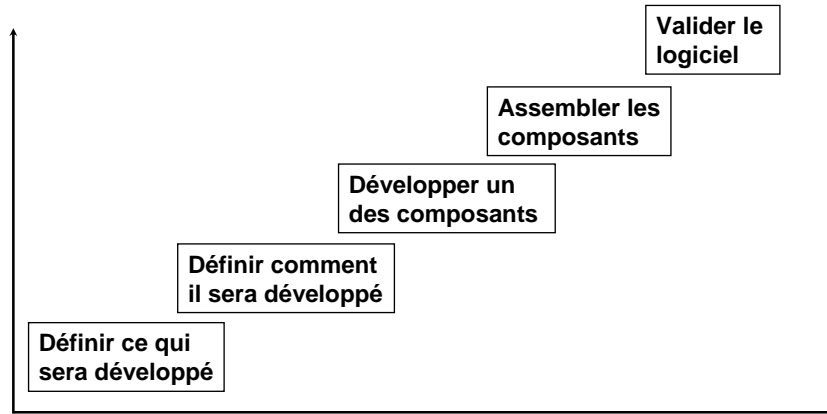 Valider le
logiciel
Assembler les
composants
Développer un
des composants
Définir comment
il sera développé
Définir ce qui
sera développé